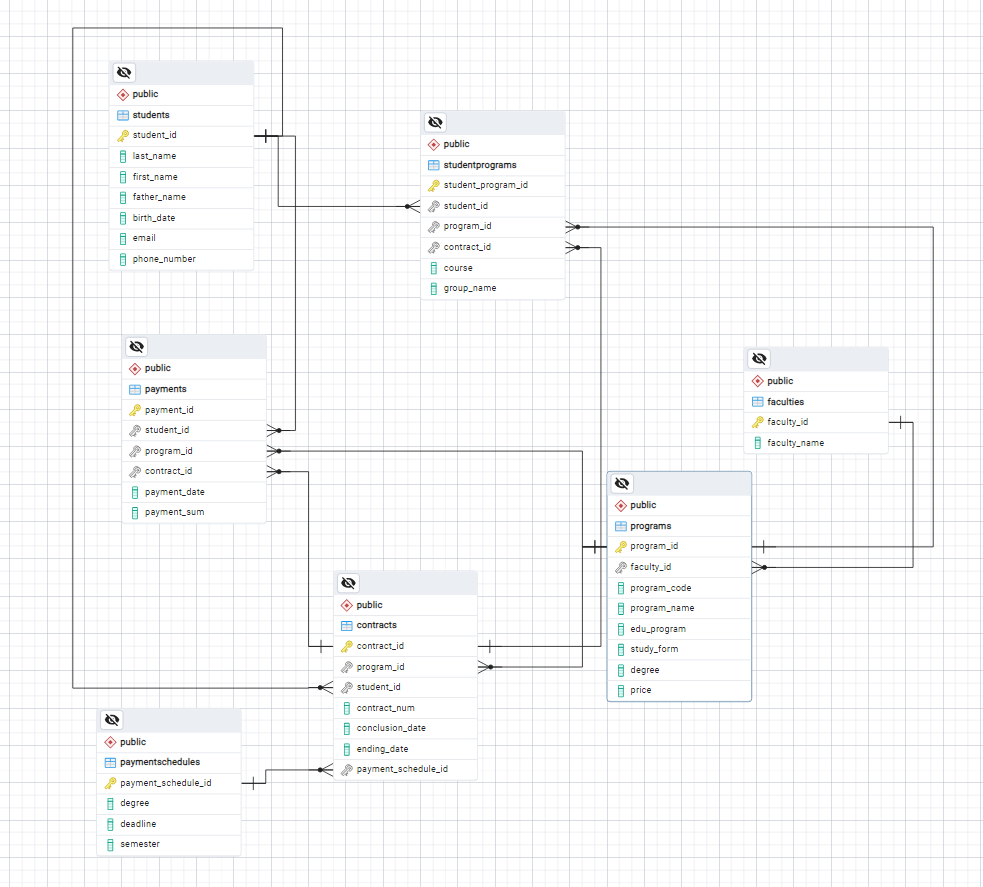 public
students
student_id
last_name
first_name
father_name
birth_date
email
phone_number
public
studentprograms
student_program_id
student_id
program_id
contract_id
course
group_name
public
payments
payment_id
student_id
program_id
contract_id
payment_date
payment_sum
public
faculties
faculty_id
faculty_name
public
programs
program_id
faculty_id
program_code
program_name
edu_program
study_form
degree
price
public
contracts
contract_id
program_id
student_id
contract_num
conclusion_date
ending_date
payment_schedule_id
public
paymentschedules
payment_schedule_id
degree
deadline
semester